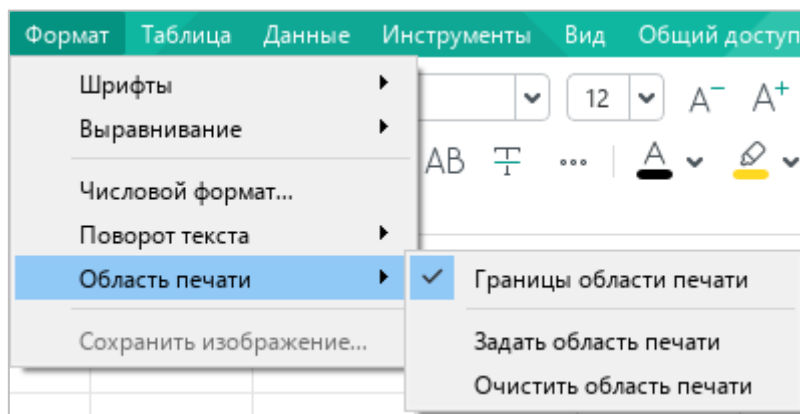 Формат Таблица Данные Инструменты Вид Общий доступ
Шрифты
12 A⁻ A⁺
Выравнивание
AB T A
Числовой формат...
Поворот текста
Область печати
Границы области печати
Сохранить изображение...
Задать область печати
Очистить область печати